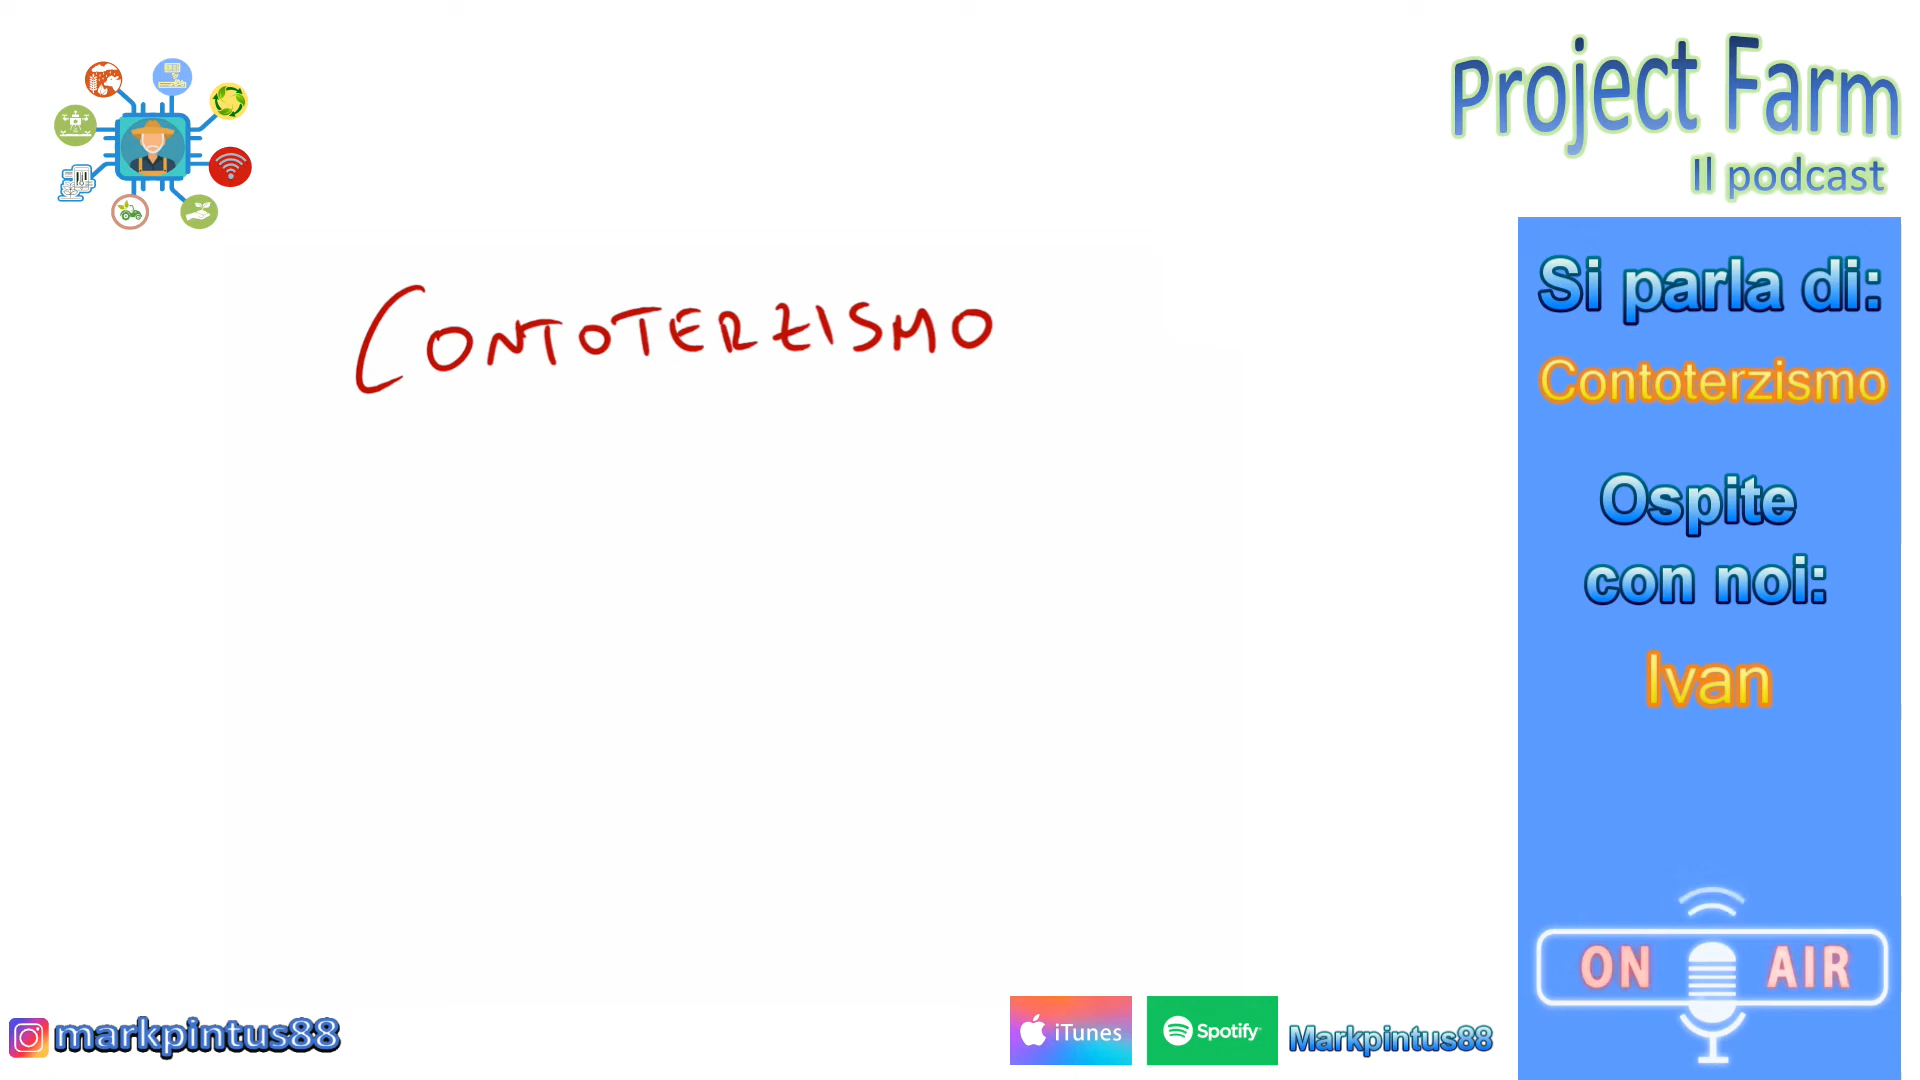 Project Farm
Il podcast
CONTOTERZISMO
Si parla di:
Contoterzismo
Ospite
con noi:
Ivan
ON AIR
markpintus88
iTunes
Spotify
Markpintus88